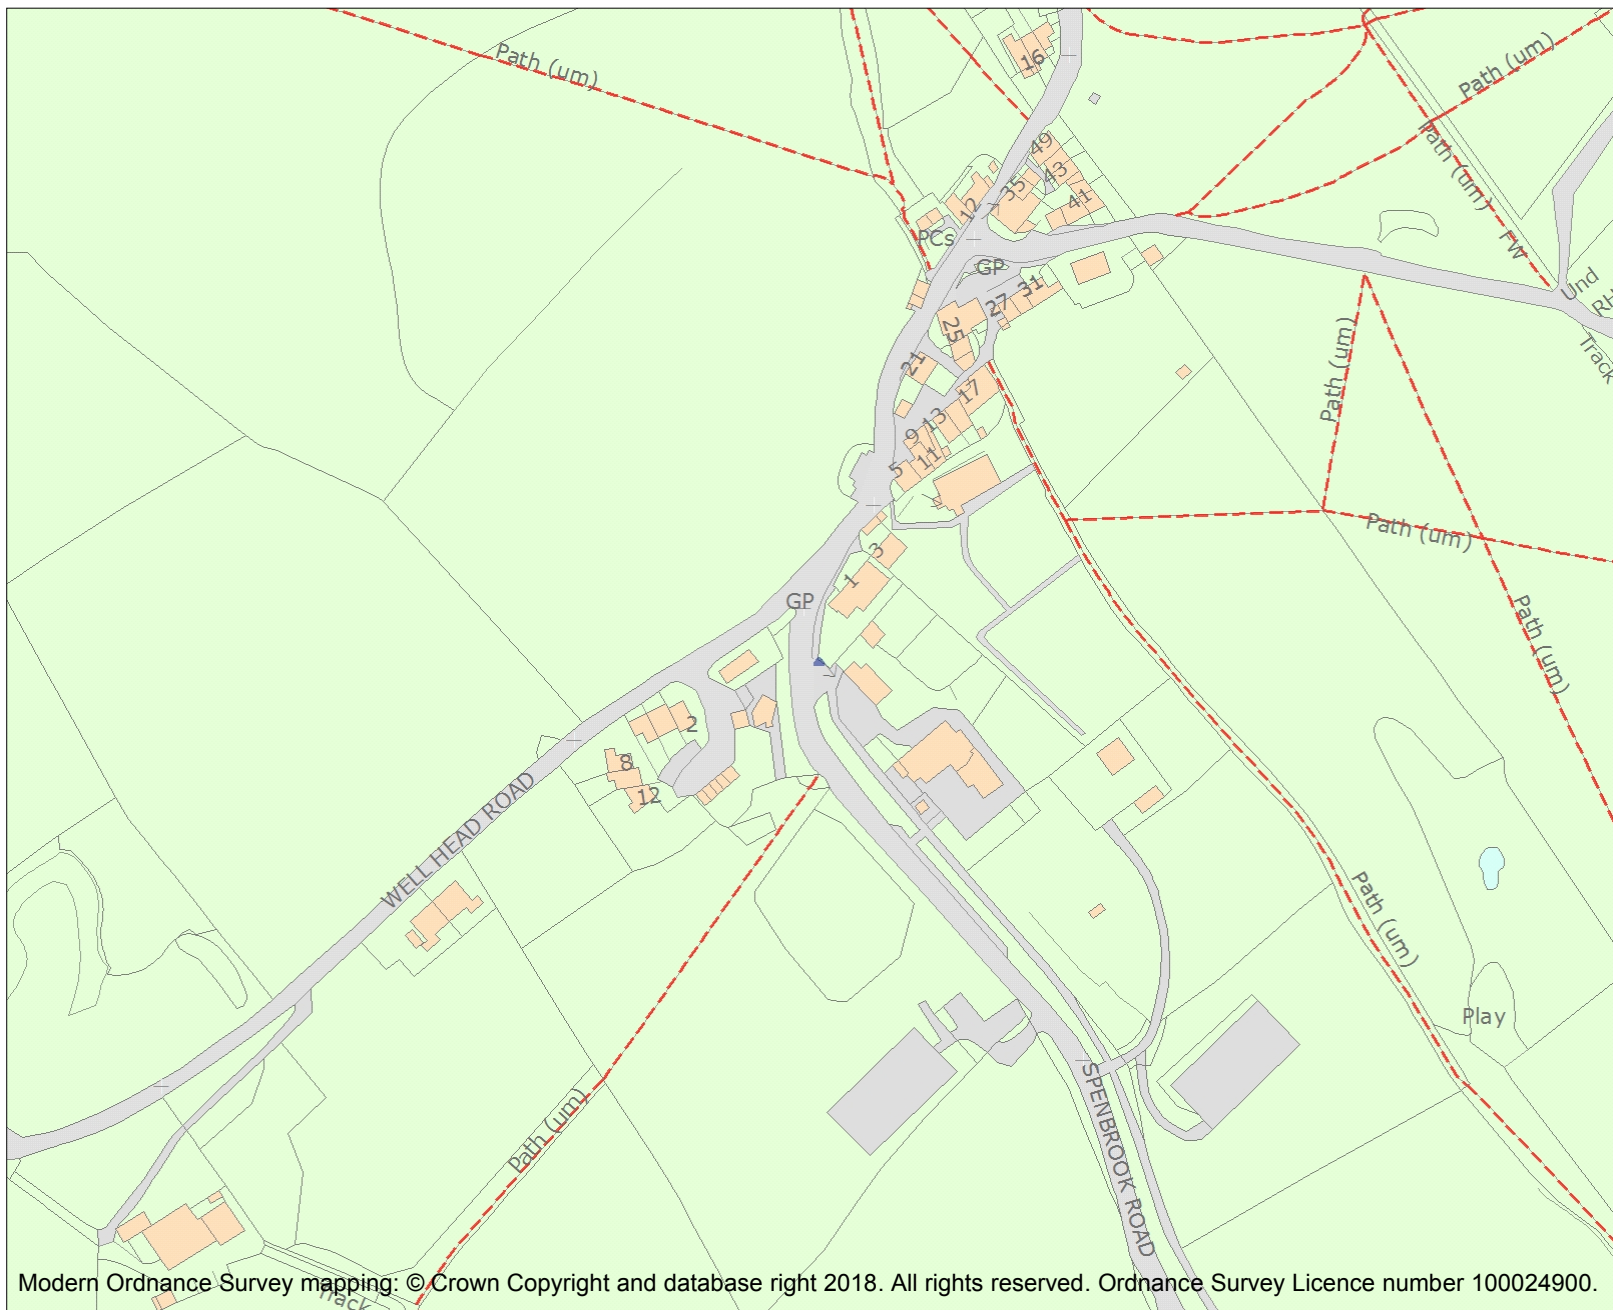 Path (um)
16
Path (um)
49
43
35
41
12
Path (um)
PCs
FW
GP
Und
31
27
25
21
Path (um)
Track
17
13
9
11
5
3
Path (um)
1
GP
Path (um)
2
8
12
WELL HEAD ROAD
Path (um)
Play
SPENBROOK ROAD
Path (um)
Track
Modern Ordnance Survey mapping: © Crown Copyright and database right 2018. All rights reserved. Ordnance Survey Licence number 100024900.